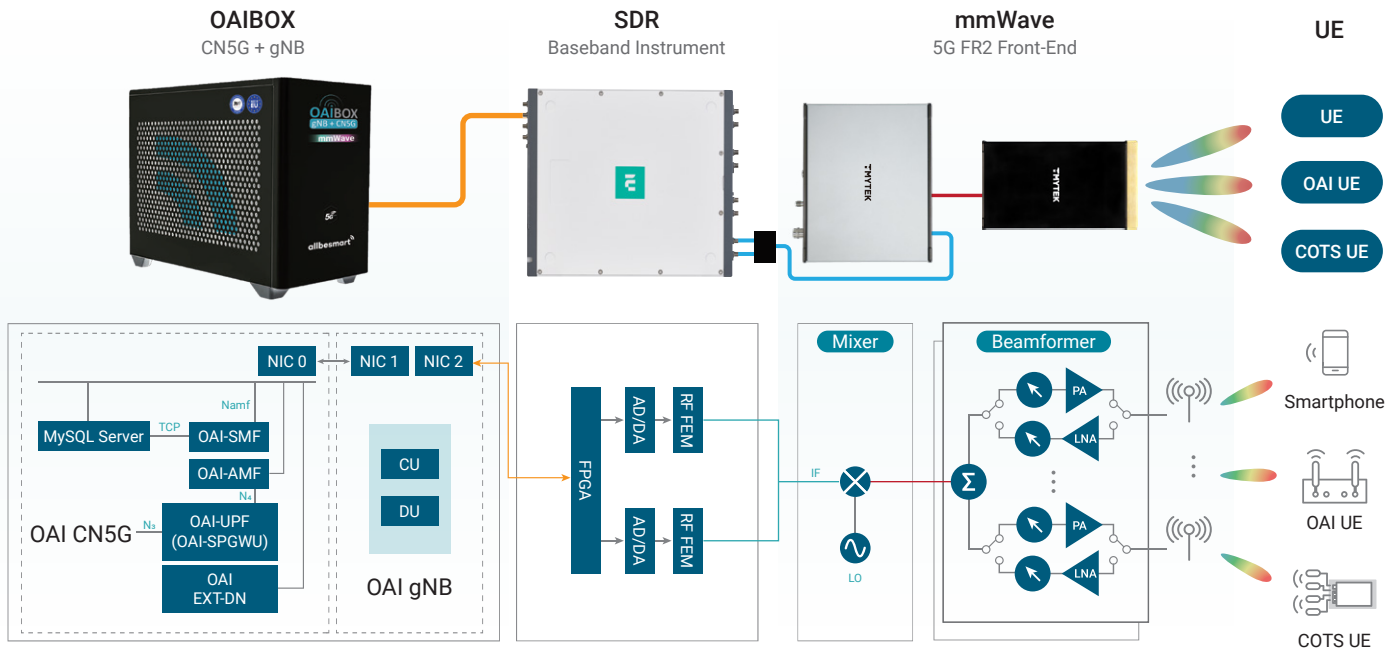 OAIBOX
CN5G + gNB
SDR
Baseband Instrument
mmWave
5G FR2 Front-End
UE
OAIBOX
gNB + CN5G
mmWave
5G
allbesmart
TMYTEK
TMYTEK
UE
OAI UE
COTS UE
NIC 0
NIC 1
NIC 2
Namf
MySQL Server
TCP
OAI-SMF
OAI-AMF
N₄
OAI CN5G
N₃
OAI-UPF
(OAI-SPGWU)
OAI
EXT-DN
CU
DU
OAI gNB
FPGA
AD/DA
RF FEM
AD/DA
RF FEM
Mixer
IF
LO
Beamformer
PA
LNA
Σ
PA
LNA
Smartphone
OAI UE
COTS UE